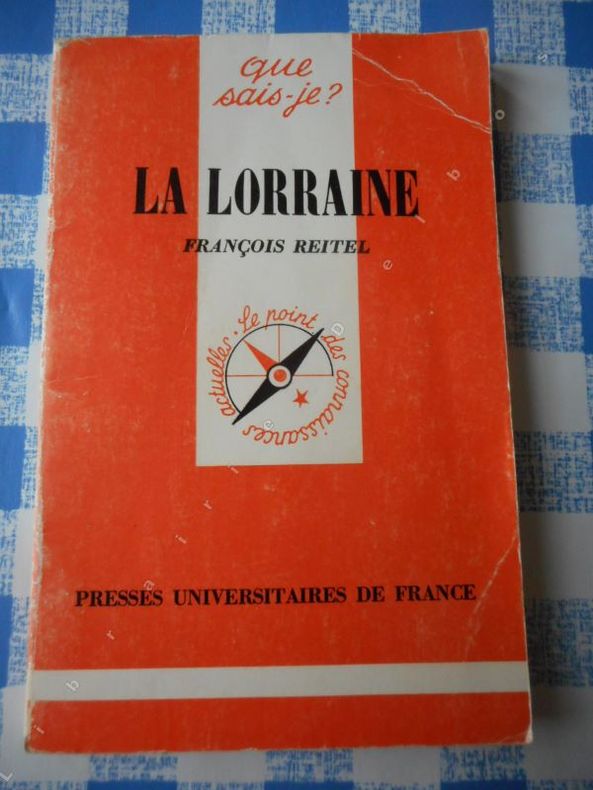 que
sais-je?
LA LORRAINE
FRANÇOIS REITEL
Le point des connaissances actuelles.
PRESSES UNIVERSITAIRES DE FRANCE